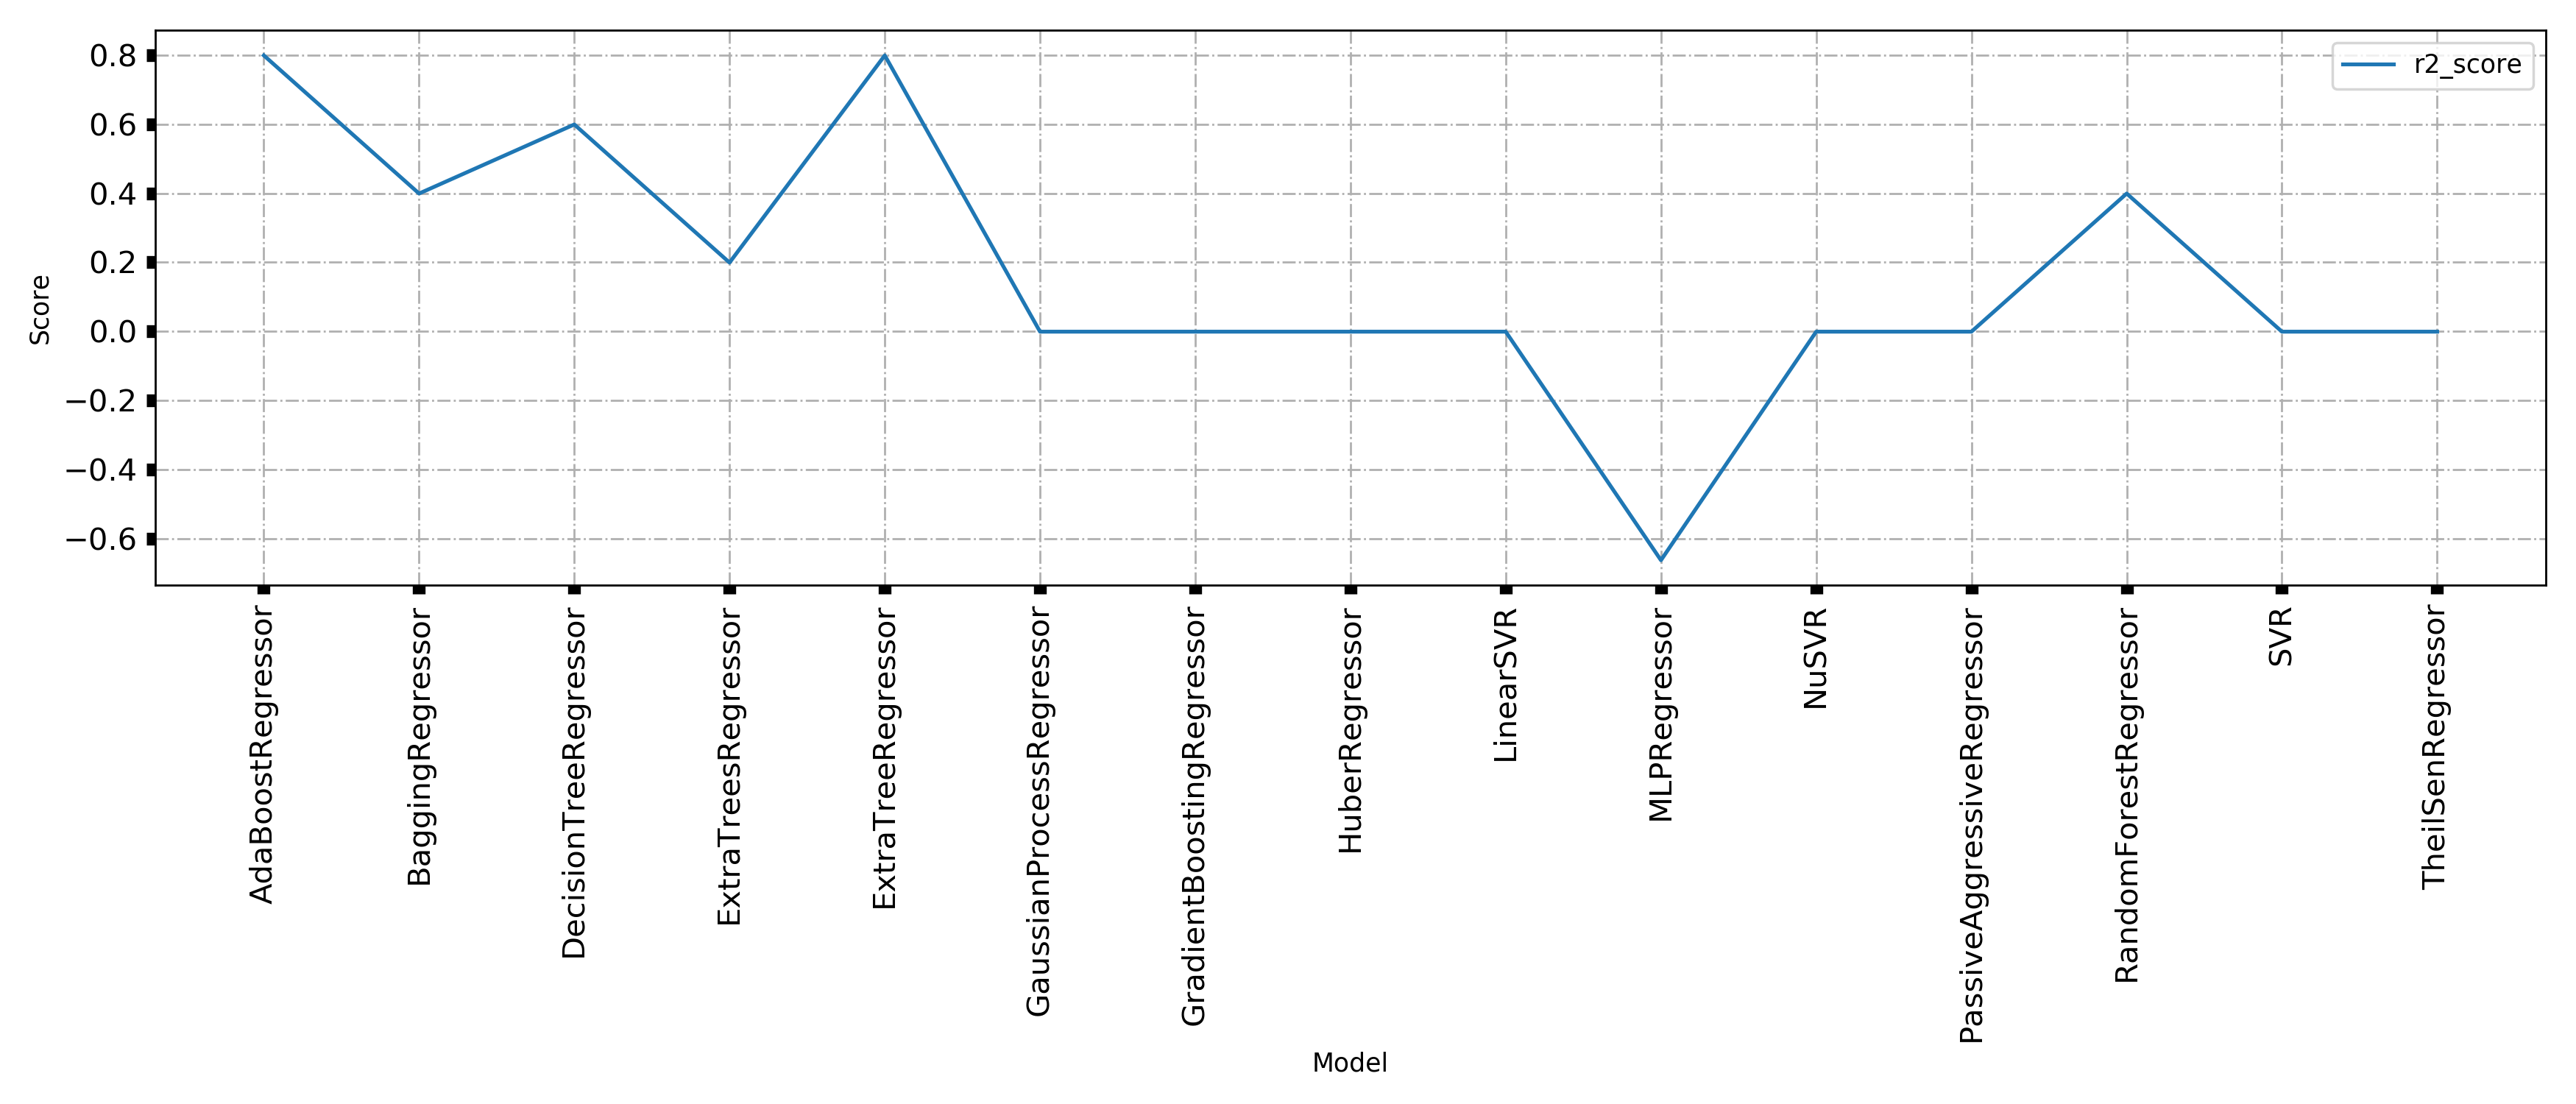 r2_score
Score
0.8
0.6
0.4
0.2
0.0
−0.2
−0.4
−0.6
AdaBoostRegressor
BaggingRegressor
DecisionTreeRegressor
ExtraTreesRegressor
ExtraTreeRegressor
GaussianProcessRegressor
GradientBoostingRegressor
HuberRegressor
LinearSVR
MLPRegressor
NuSVR
PassiveAggressiveRegressor
RandomForestRegressor
SVR
TheilSenRegressor
Model